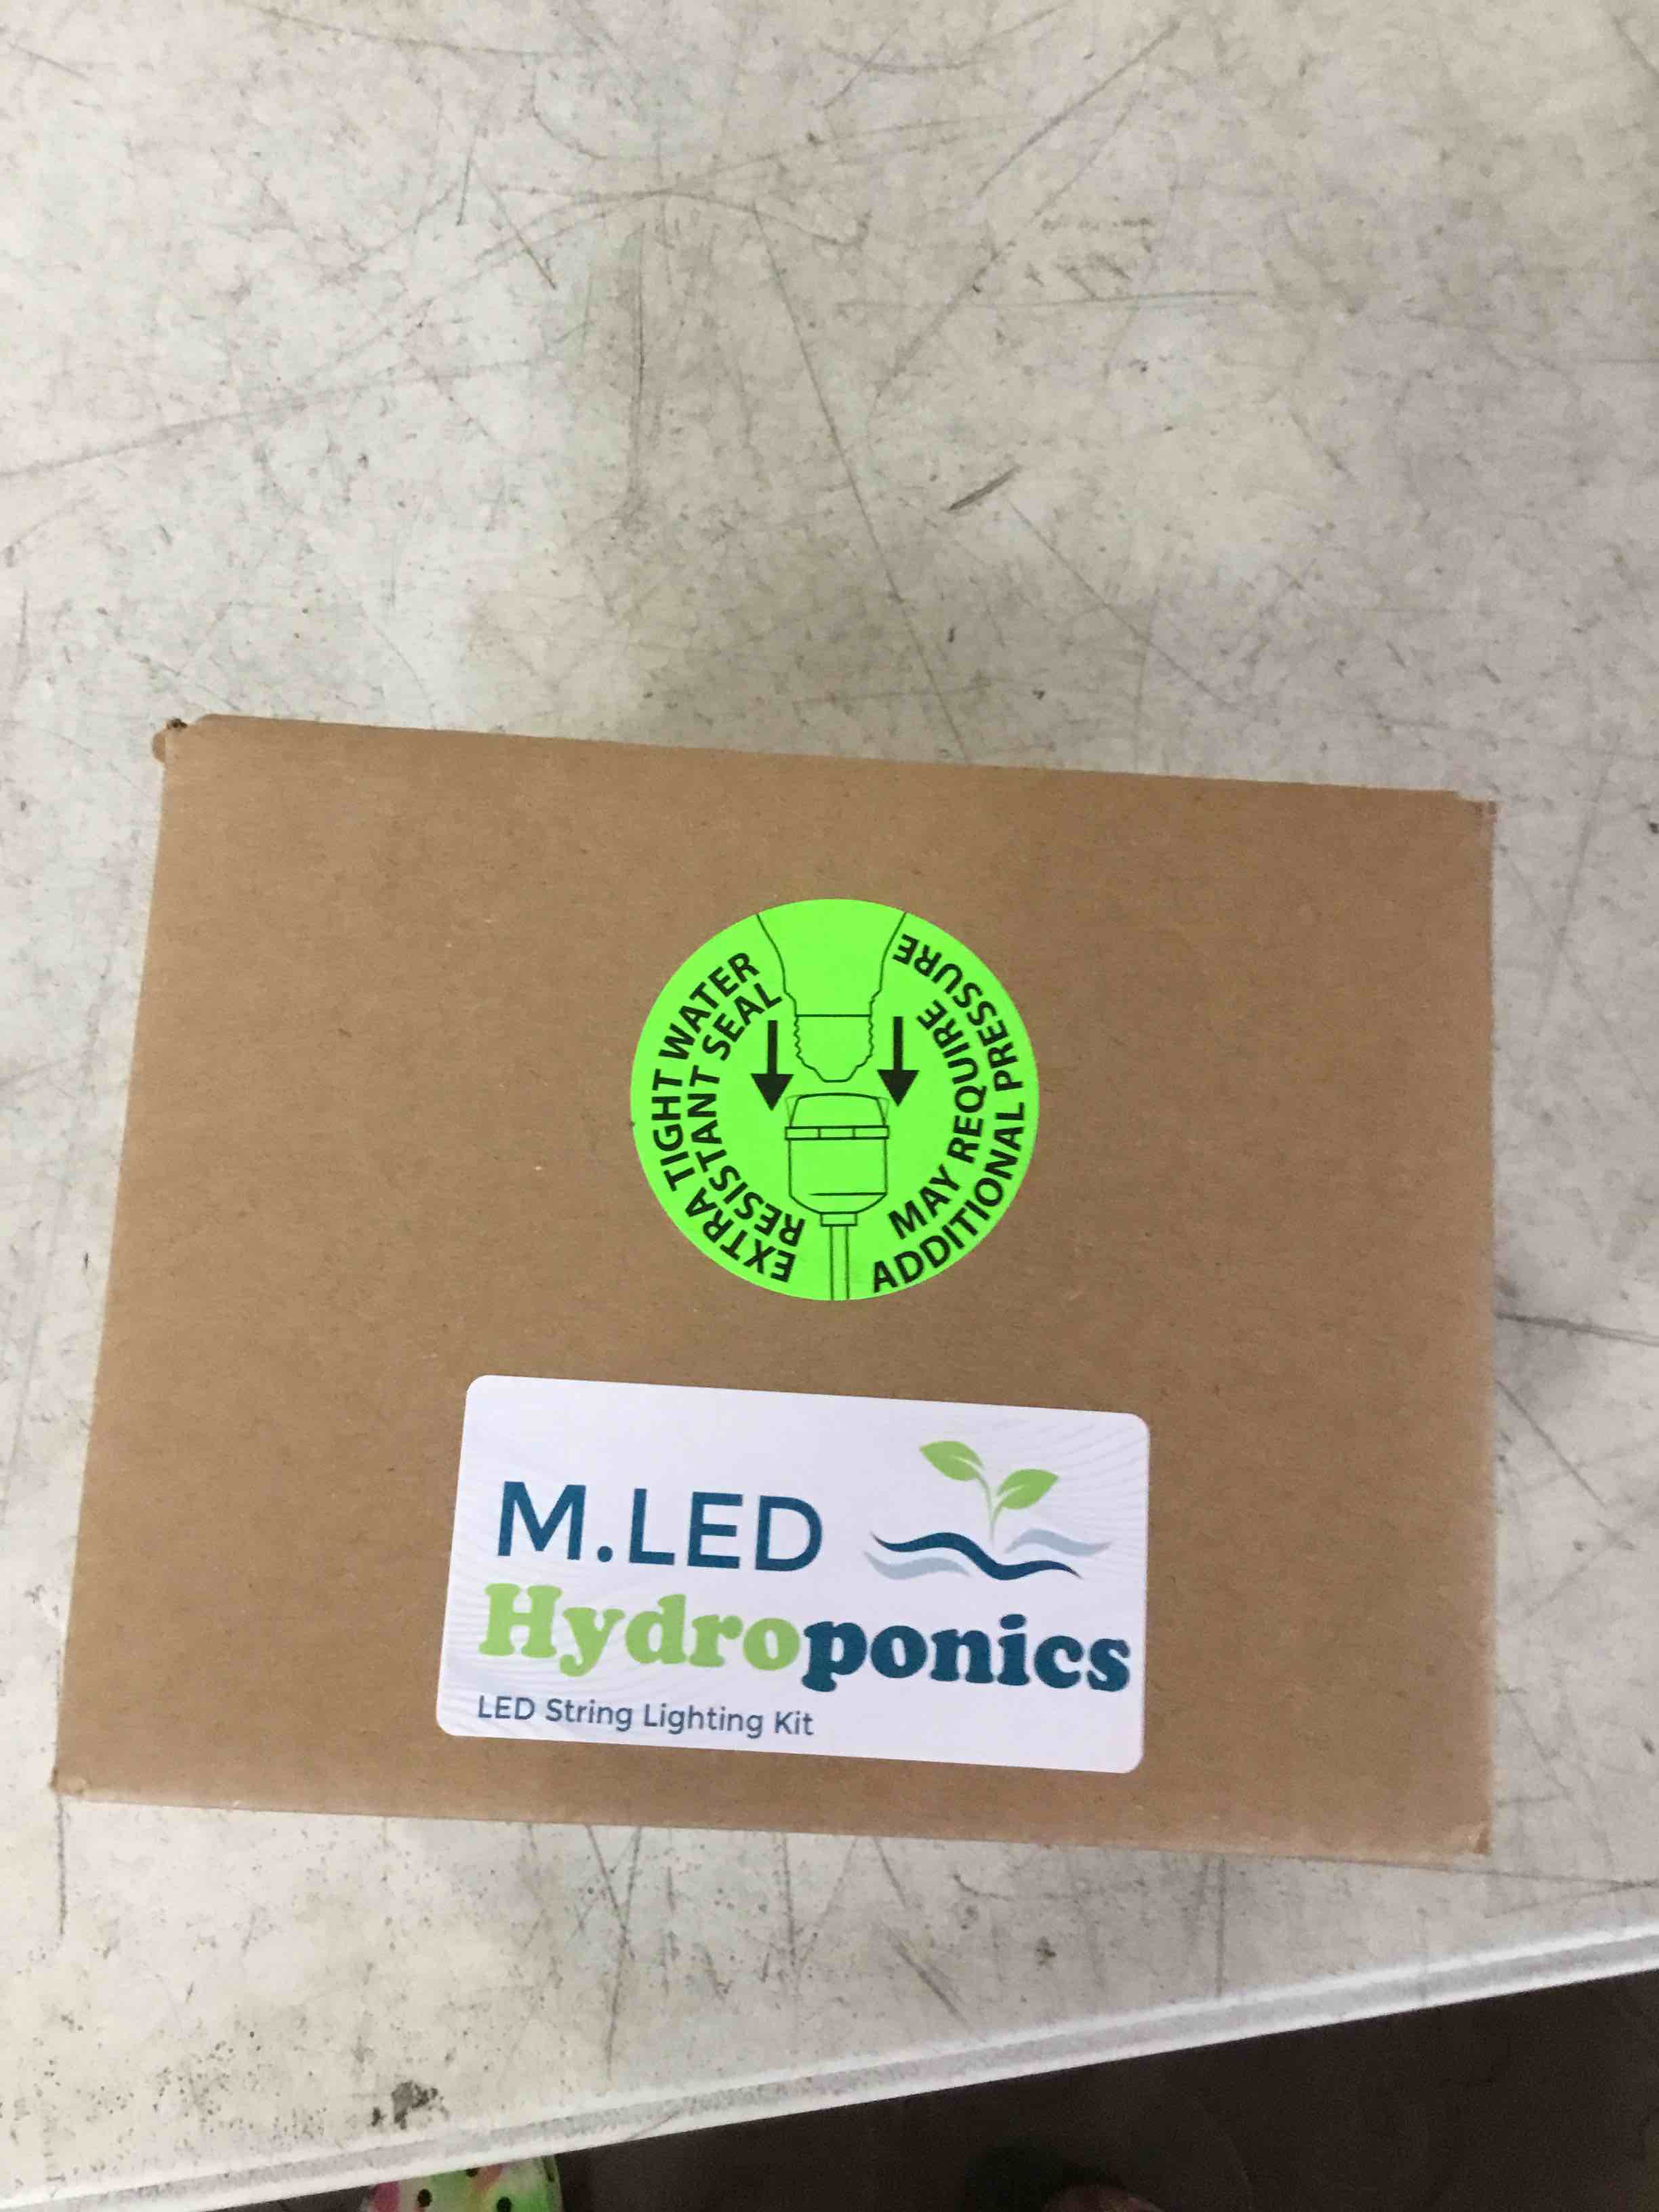 EXTRA TIGHT WATER
RESISTANT SEAL
MAY REQUIRE
ADDITIONAL PRESSURE
M.LED
Hydroponics
LED String Lighting Kit